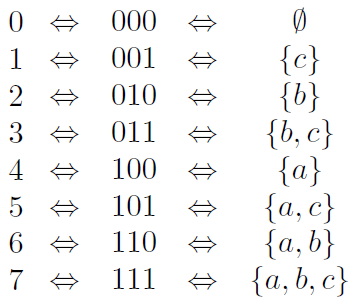 0 ⇔ 000 ⇔ ∅
1 ⇔ 001 ⇔ {c}
2 ⇔ 010 ⇔ {b}
3 ⇔ 011 ⇔ {b, c}
4 ⇔ 100 ⇔ {a}
5 ⇔ 101 ⇔ {a, c}
6 ⇔ 110 ⇔ {a, b}
7 ⇔ 111 ⇔ {a, b, c}